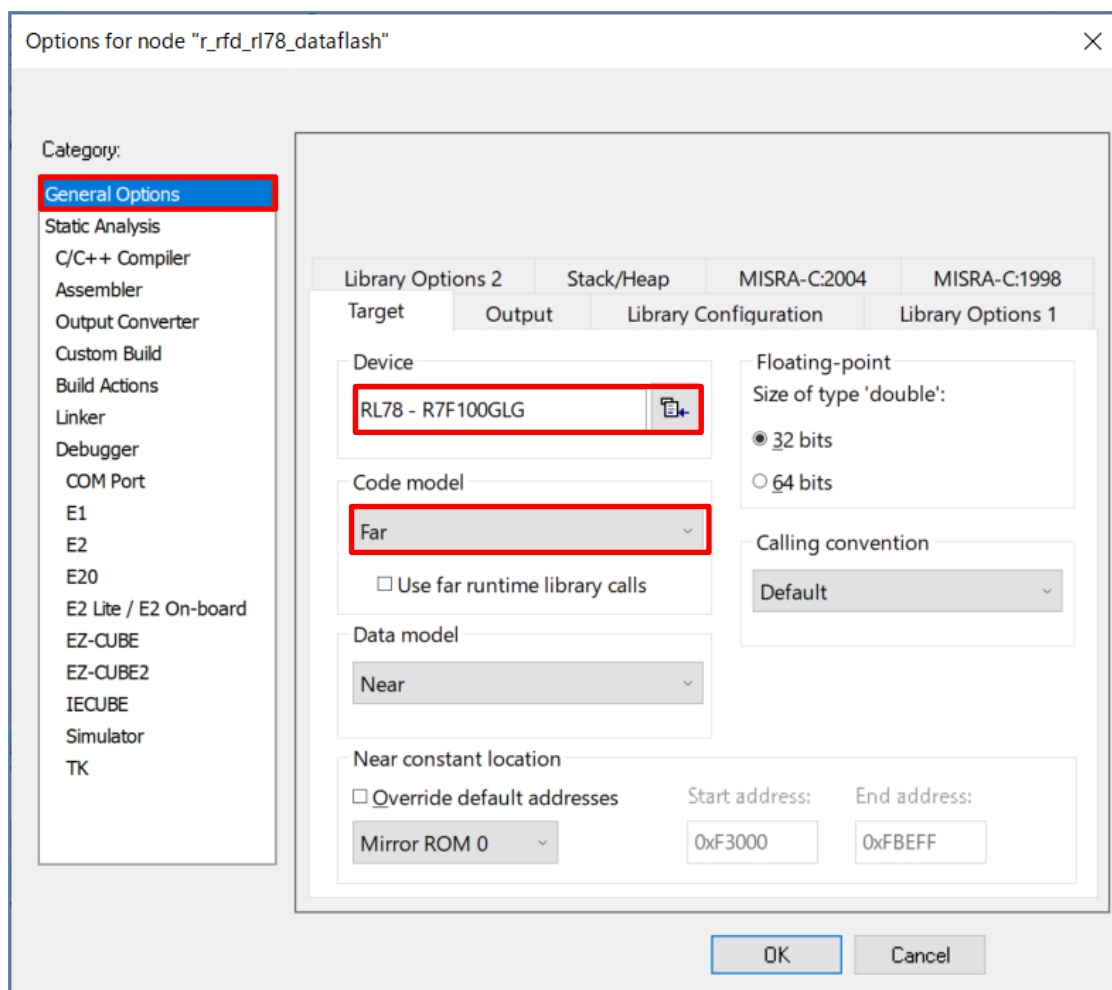 Options for node "r_rfd_rl78_dataflash"
Category:
General Options
Static Analysis
C/C++ Compiler
Assembler
Output Converter
Custom Build
Build Actions
Linker
Debugger
COM Port
E1
E2
E20
E2 Lite / E2 On-board
EZ-CUBE
EZ-CUBE2
IECUBE
Simulator
TK
Library Options 2 Stack/Heap MISRA-C:2004 MISRA-C:1998
Target Output Library Configuration Library Options 1
Device
RL78 - R7F100GLG
Code model
Far
Use far runtime library calls
Data model
Near
Floating-point
Size of type 'double':
32 bits
64 bits
Calling convention
Default
Near constant location
Override default addresses Start address: End address:
Mirror ROM 0 0xF3000 0xFBEFF
OK Cancel